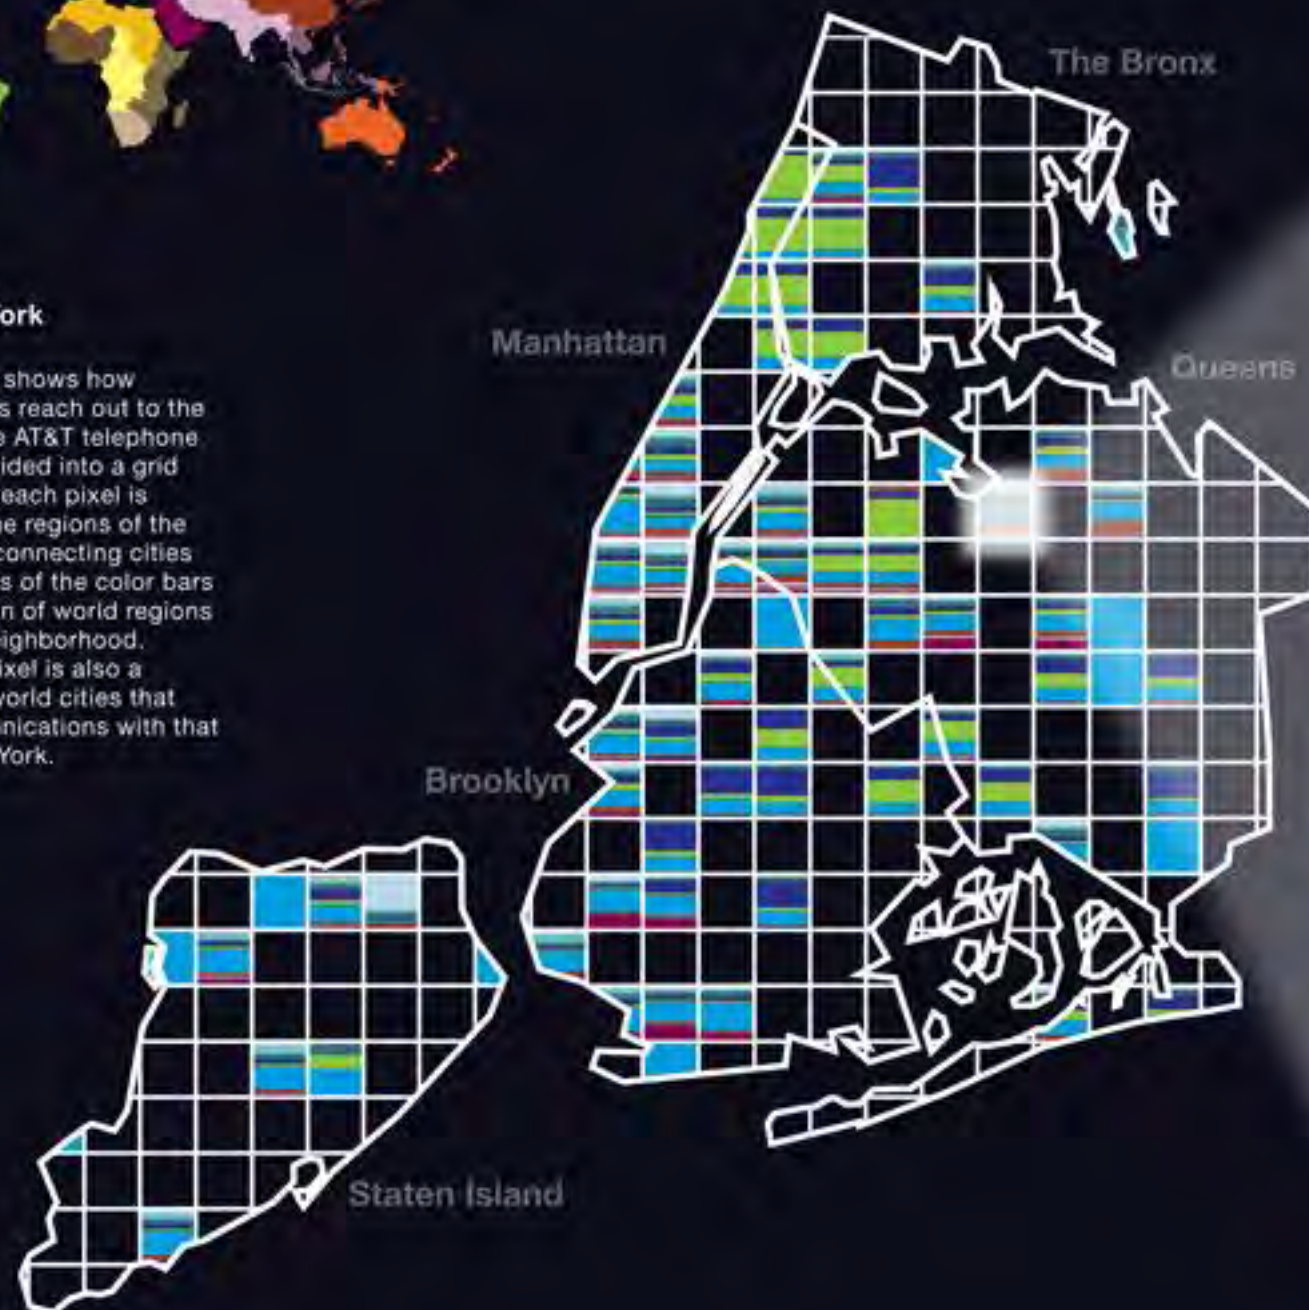 ork
shows how
s reach out to the
e AT&T telephone
ided into a grid
each pixel is
e regions of the
connecting cities
s of the color bars
n of world regions
eighborhood.
ixel is also a
vorld cities that
nications with that
York.
The Bronx
Manhattan
Queens
Brooklyn
Staten Island